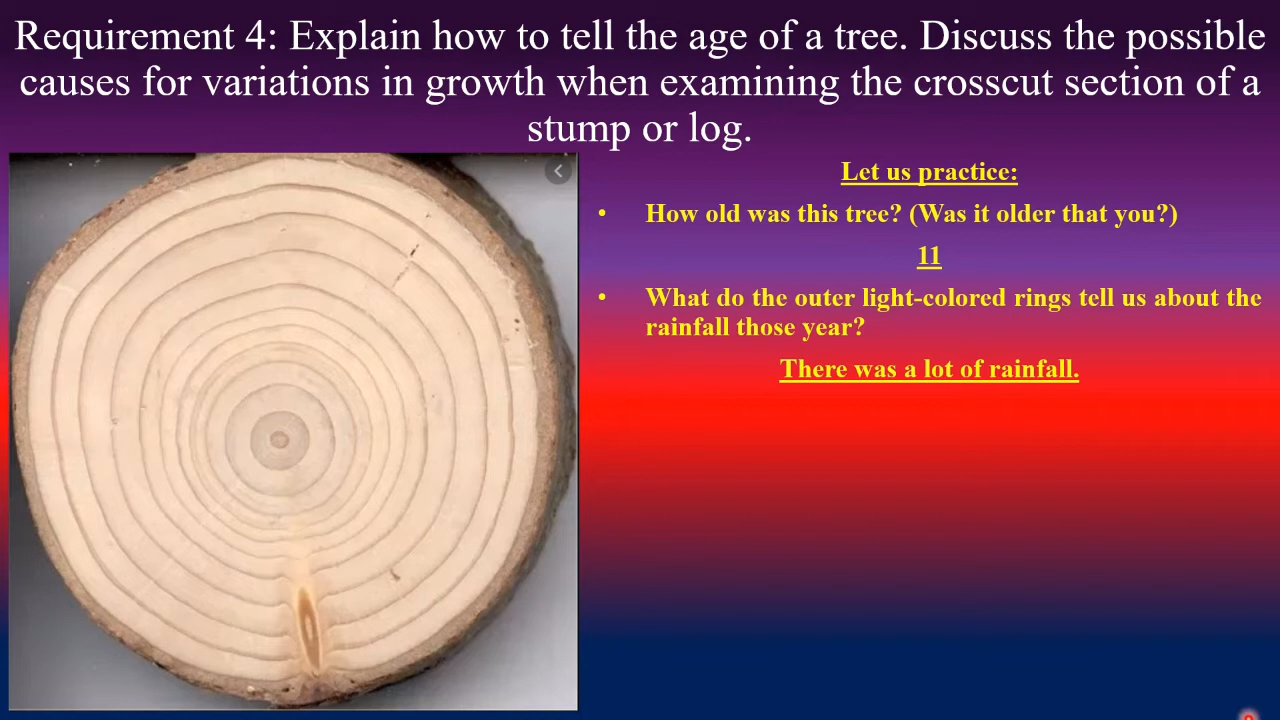 Requirement 4: Explain how to tell the age of a tree. Discuss the possible
causes for variations in growth when examining the crosscut section of a
stump or log.
Let us practice:
• How old was this tree? (Was it older that you?)
11
• What do the outer light-colored rings tell us about the
rainfall those year?
There was a lot of rainfall.